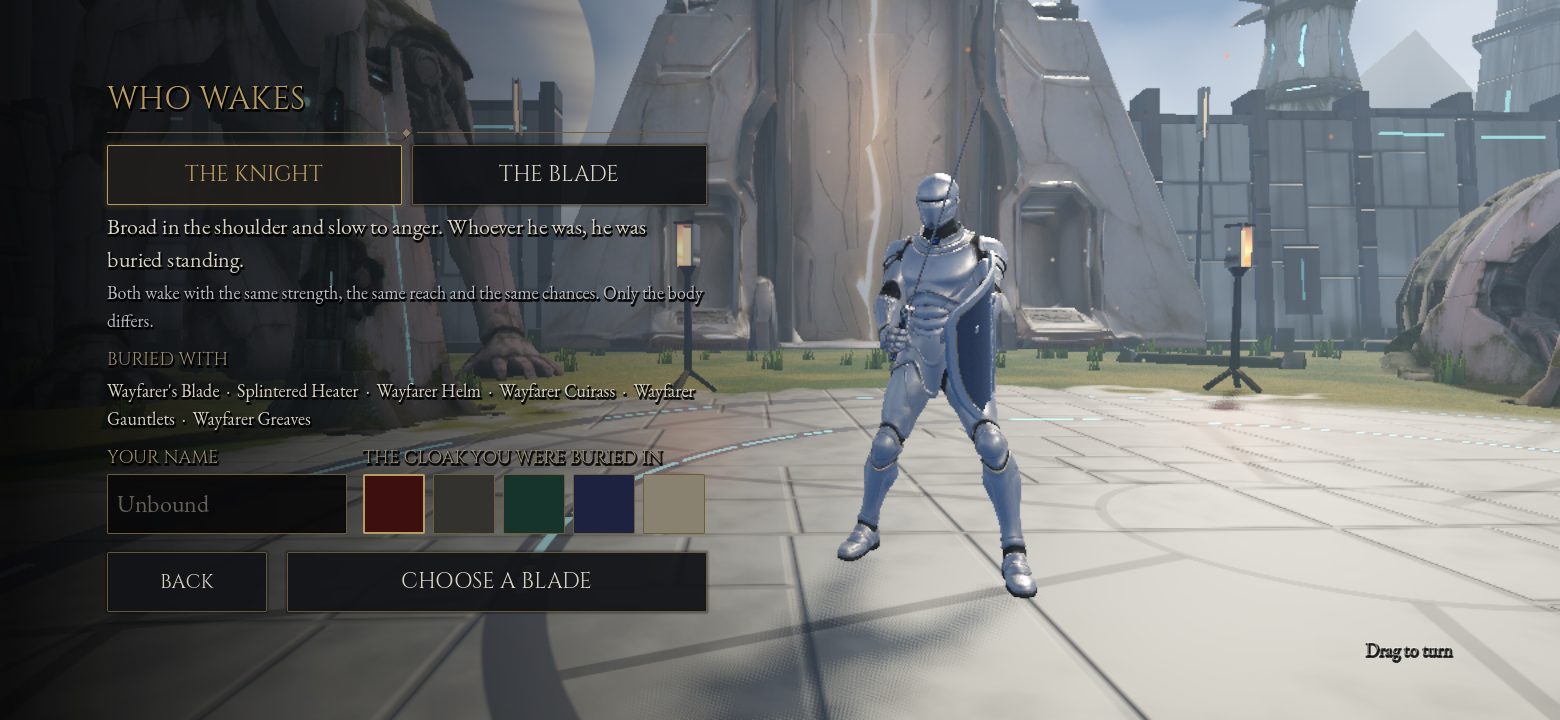 WHO WAKES
THE KNIGHT
THE BLADE
Broad in the shoulder and slow to anger. Whoever he was, he was
buried standing.
Both wake with the same strength, the same reach and the same chances. Only the body
differs.
BURIED WITH
Wayfarer's Blade · Splintered Heater · Wayfarer Helm · Wayfarer Cuirass · Wayfarer
Gauntlets · Wayfarer Greaves
YOUR NAME
THE CLOAK YOU WERE BURIED IN
Unbound
BACK
CHOOSE A BLADE
Drag to turn